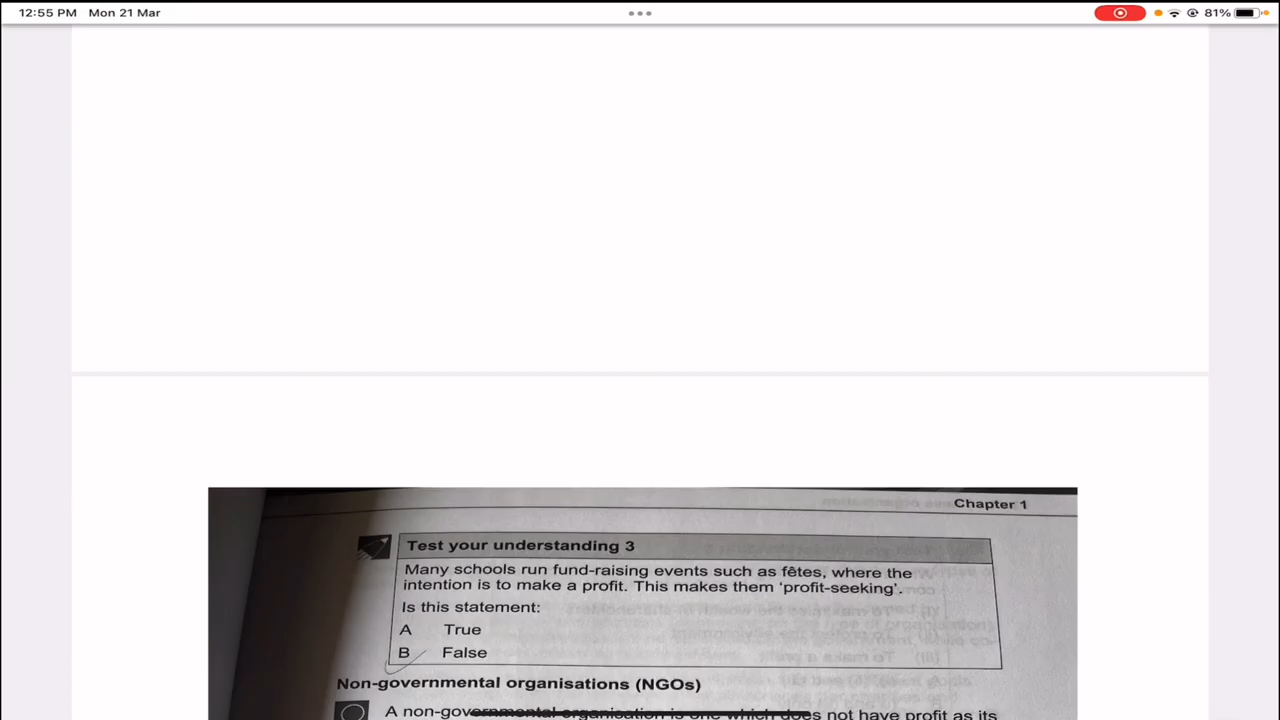 12:55 PM Mon 21 Mar
81%
Chapter 1
Test your understanding 3
Many schools run fund-raising events such as fêtes, where the
intention is to make a profit. This makes them ‘profit-seeking’.
Is this statement:
A True
B False
Non-governmental organisations (NGOs)
A non-governmental organisation is one which does not have profit as its